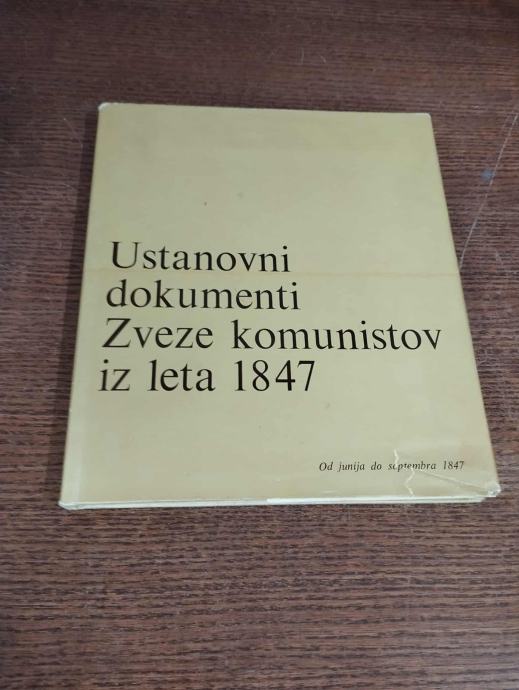 Ustanovni
dokumenti
Zveze komunistov
iz leta 1847
Od junija do septembra 1847